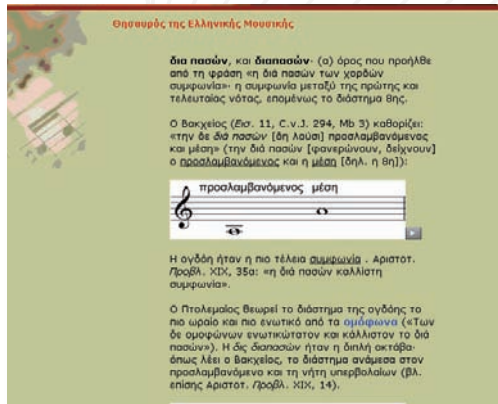 Θησαυρός της Ελληνικής Μουσικής
δια πασών, και διαπασών· (α) όρος που προήλθε
από τη φράση «η διά πασών των χορδών
συμφωνία»· η συμφωνία μεταξύ της πρώτης και
τελευταίας νότας, επομένως το διάστημα 8ης.
Ο Βακχείος (Εισ. 11, C.v.J. 294, Mb 3) καθορίζει:
«την δε διά πασών [δη λούσι] προσλαμβανόμενος
και μέση» (την διά πασών [φανερώνουν, δείχνουν]
ο προσλαμβανόμενος και η μέση [δηλ. η 8η]):
προσλαμβανόμενος μέση
Η ογδόη ήταν η πιο τέλεια συμφωνία . Αριστοτ.
Προβλ. XIX, 35α: «η διά πασών καλλίστη
συμφωνία».
Ο Πτολεμαίος θεωρεί το διάστημα της ογδόης το
πιο ωραίο και πιο ενωτικό από τα ομόφωνα («Των
δε ομοφώνων ενωτικώτατον και κάλλιστον το διά
πασών»). Η δις διαπασών ήταν η διπλή οκτάβα·
όπως λέει ο Βακχείος, το διάστημα ανάμεσα στον
προσλαμβανόμενο και τη νήτη υπερβολαίων (βλ.
επίσης Αριστοτ. Προβλ. XIX, 14).